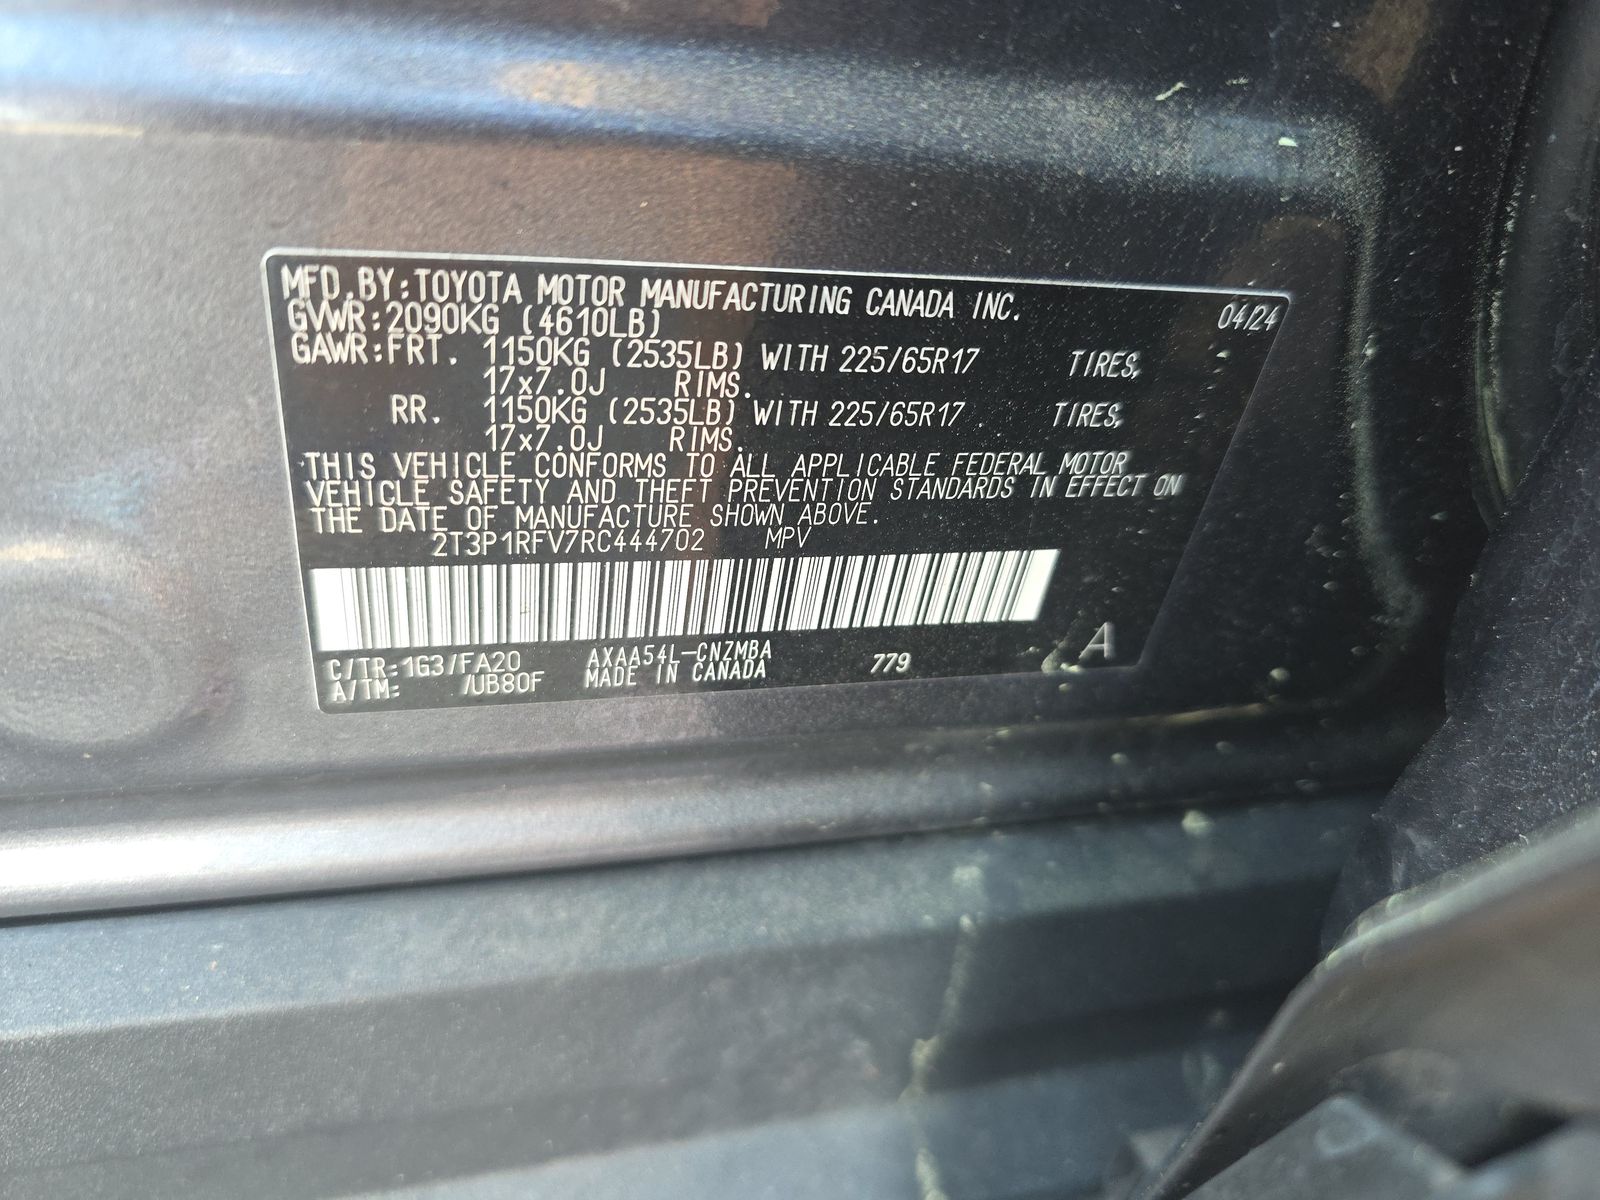 MFD.BY:TOYOTA MOTOR MANUFACTURING CANADA INC. 04/24
GVWR:2090KG (4610LB)
GAWR:FRT. 1150KG (2535LB) WITH 225/65R17 TIRES,
17x7.0J RIMS.
RR. 1150KG (2535LB) WITH 225/65R17 TIRES,
17x7.0J RIMS.
THIS VEHICLE CONFORMS TO ALL APPLICABLE FEDERAL MOTOR
VEHICLE SAFETY AND THEFT PREVENTION STANDARDS IN EFFECT ON
THE DATE OF MANUFACTURE SHOWN ABOVE.
2T3P1RFV7RC444702 MPV
C/TR:1G3/FA20 AXAA54L-CNZMBA 779 A
A/TM: /UB80F MADE IN CANADA